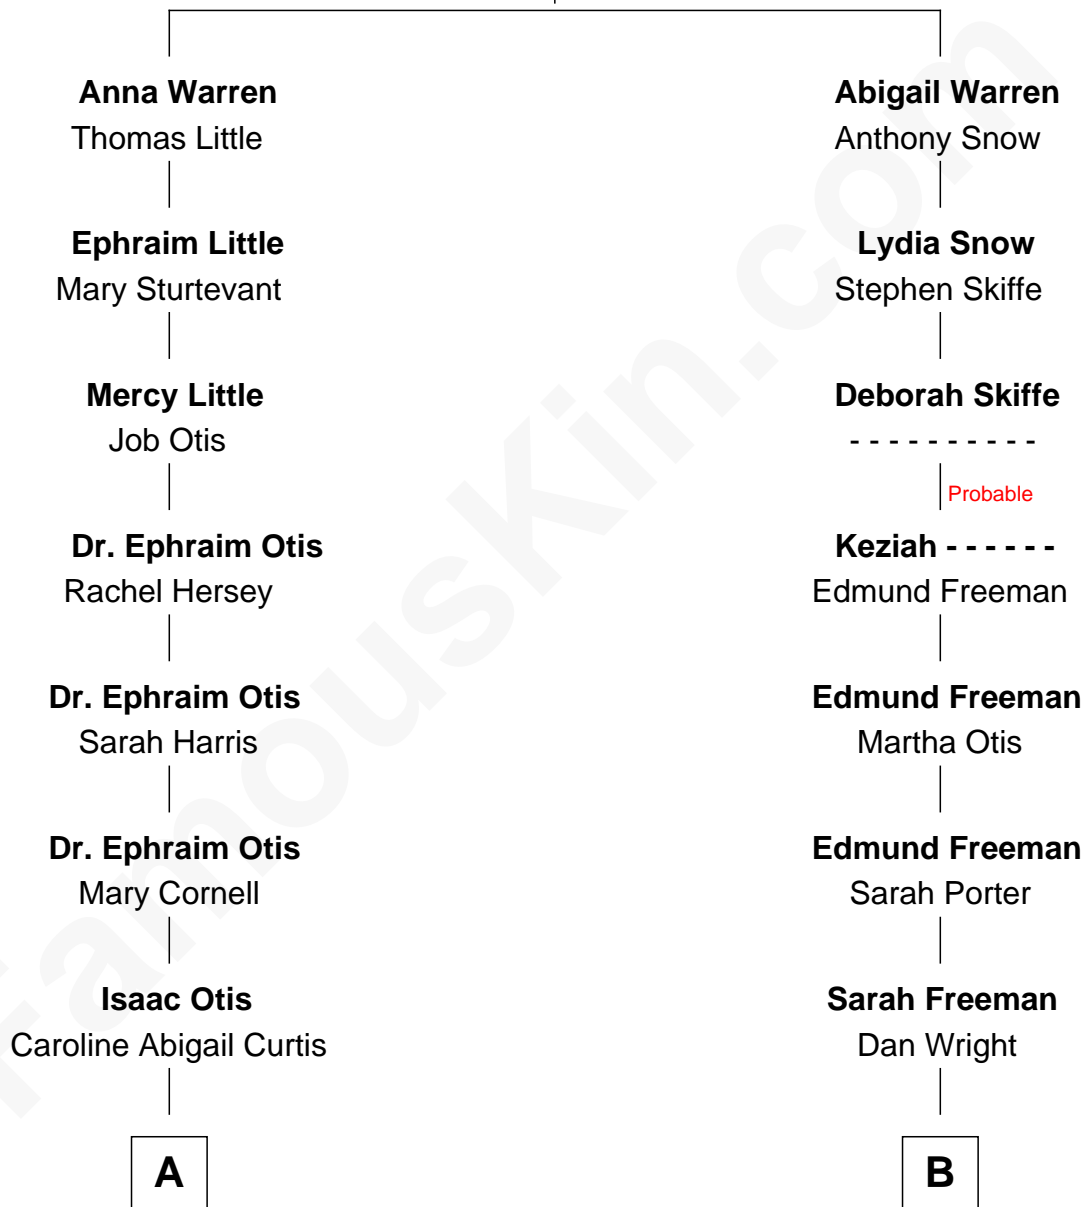 Anna Warren
Thomas Little
Ephraim Little
Mary Sturtevant
Mercy Little
Job Otis
Dr. Ephraim Otis
Rachel Hersey
Dr. Ephraim Otis
Sarah Harris
Dr. Ephraim Otis
Mary Cornell
Isaac Otis
Caroline Abigail Curtis
A
Abigail Warren
Anthony Snow
Lydia Snow
Stephen Skiffe
Deborah Skiffe
- - - - - - - - - -
Probable
Keziah - - - - - -
Edmund Freeman
Edmund Freeman
Martha Otis
Edmund Freeman
Sarah Porter
Sarah Freeman
Dan Wright
B
FamousKin.com